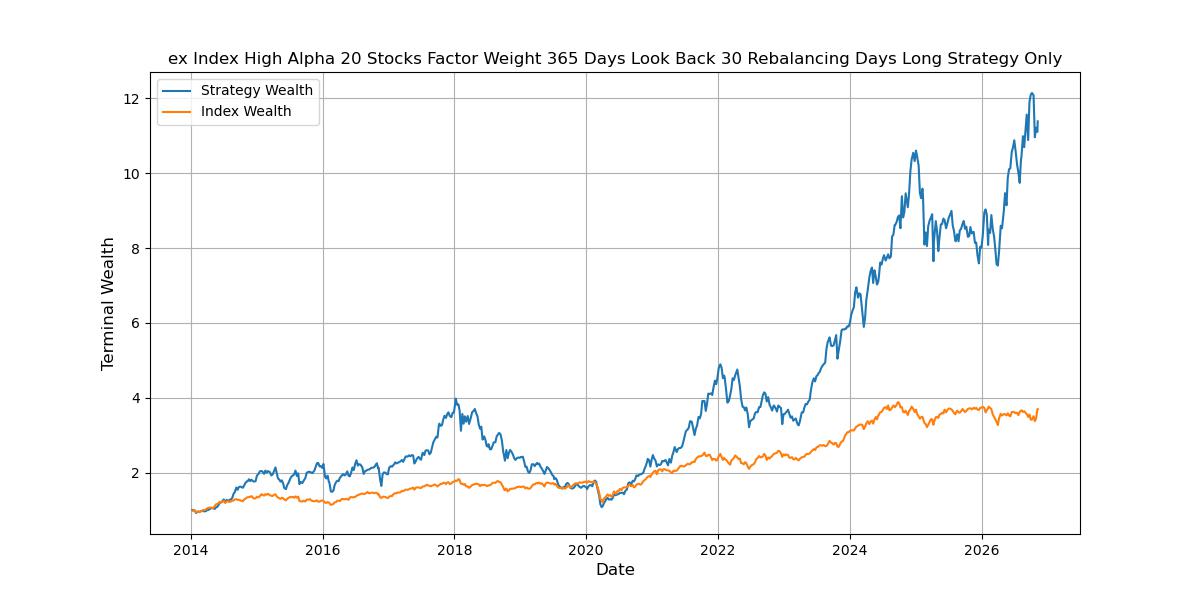 ex Index High Alpha 20 Stocks Factor Weight 365 Days Look Back 30 Rebalancing Days Long Strategy Only
Strategy Wealth
Index Wealth
12
10
8
6
4
2
Terminal Wealth
2014 2016 2018 2020 2022 2024 2026
Date